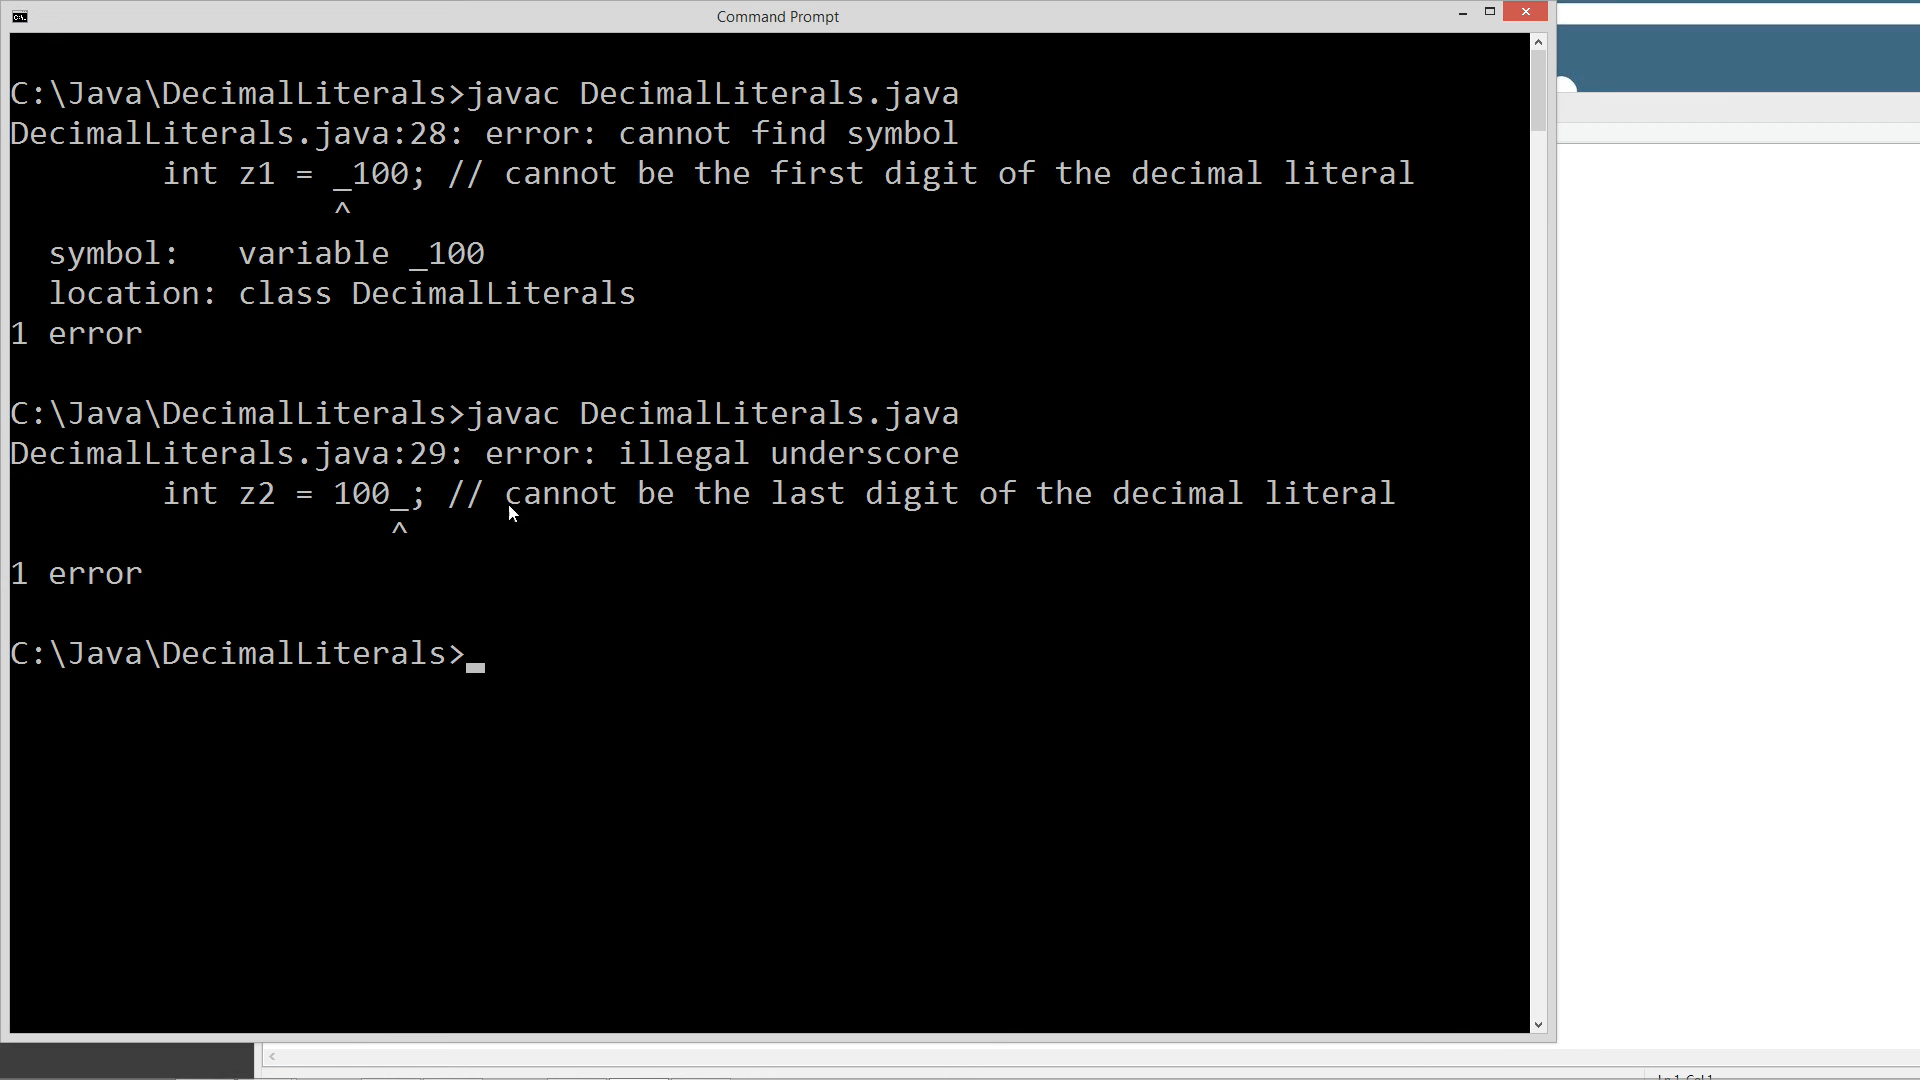 Command Prompt
C:\Java\DecimalLiterals>javac DecimalLiterals.java
DecimalLiterals.java:28: error: cannot find symbol
        int z1 = _100; // cannot be the first digit of the decimal literal
                 ^
  symbol:   variable _100
  location: class DecimalLiterals
1 error
C:\Java\DecimalLiterals>javac DecimalLiterals.java
DecimalLiterals.java:29: error: illegal underscore
        int z2 = 100_; // cannot be the last digit of the decimal literal
                    ^
1 error
C:\Java\DecimalLiterals>